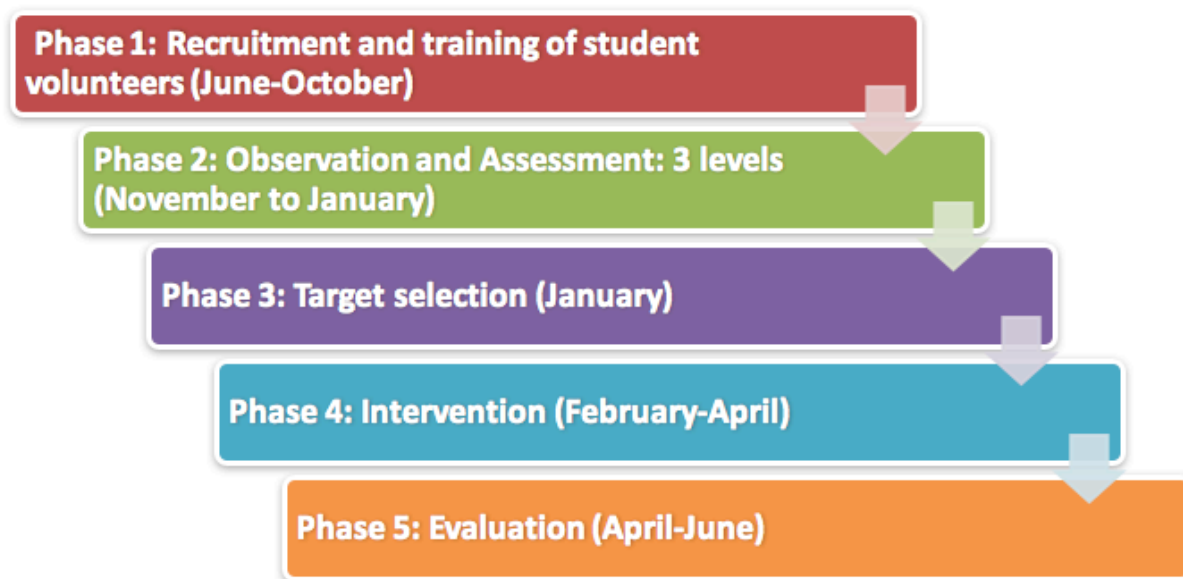 Phase 1: Recruitment and training of student
volunteers (June-October)
Phase 2: Observation and Assessment: 3 levels
(November to January)
Phase 3: Target selection (January)
Phase 4: Intervention (February-April)
Phase 5: Evaluation (April-June)